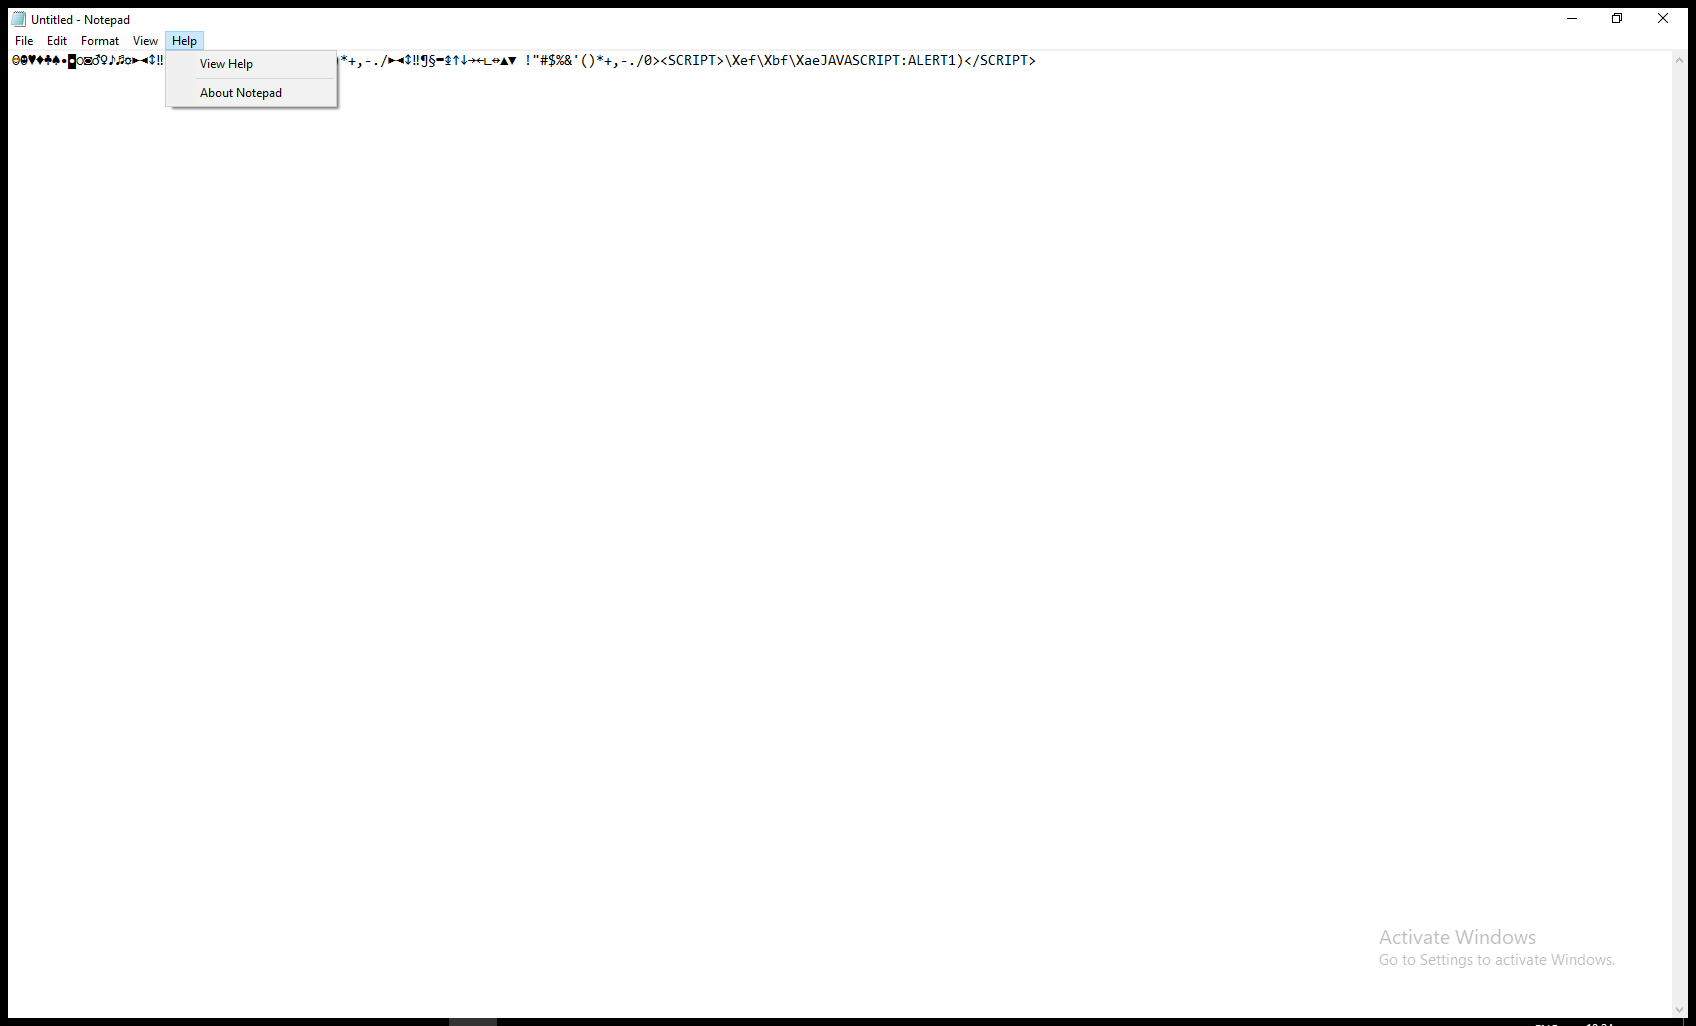 Untitled - Notepad
File Edit Format View Help
☺☻♥♦♣♠•◘○◙♂♀♪♫☼►◄↕‼ *+,-./►◄↕‼¶§▬↨↑↓→←∟↔▲▼ !"#$%&'()*+,-./0><SCRIPT>\Xef\Xbf\XaeJAVASCRIPT:ALERT1)</SCRIPT>
View Help
About Notepad
Activate Windows
Go to Settings to activate Windows.